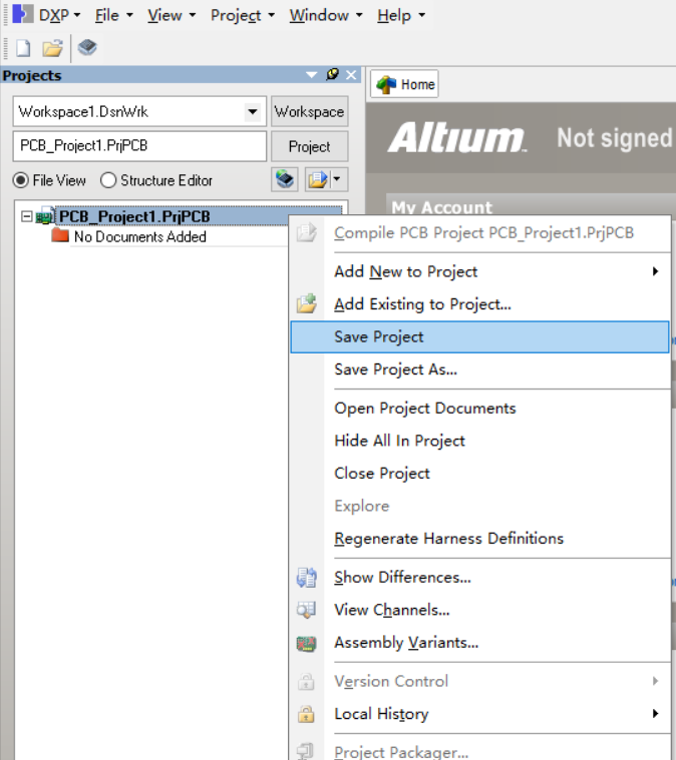 DXP File View Project Window Help
Projects
Home
Workspace1.DsnWrk Workspace
Altium Not signed
PCB_Project1.PrjPCB Project
File View Structure Editor
My Account
PCB_Project1.PrjPCB
No Documents Added
Compile PCB Project PCB_Project1.PrjPCB
Add New to Project
Add Existing to Project...
Save Project
Save Project As...
Open Project Documents
Hide All In Project
Close Project
Explore
Regenerate Harness Definitions
Show Differences...
View Channels...
Assembly Variants...
Version Control
Local History
Project Packager...